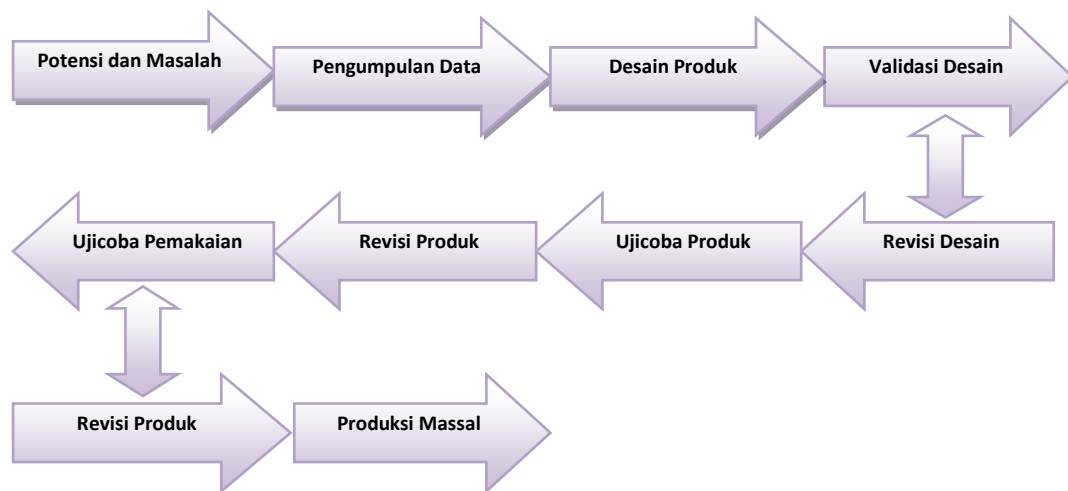 Potensi dan Masalah
Pengumpulan Data
Desain Produk
Validasi Desain
Revisi Desain
Ujicoba Produk
Revisi Produk
Ujicoba Pemakaian
Revisi Produk
Produksi Massal